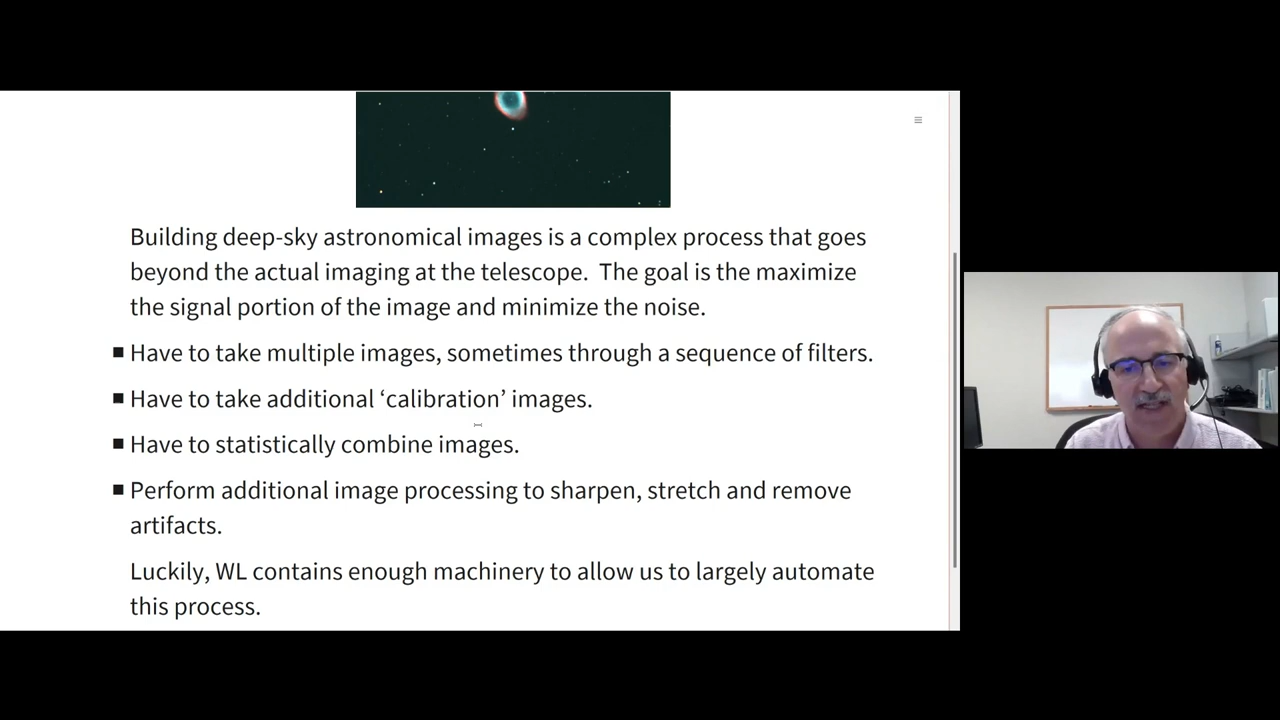 Building deep-sky astronomical images is a complex process that goes
beyond the actual imaging at the telescope.  The goal is the maximize
the signal portion of the image and minimize the noise.
■ Have to take multiple images, sometimes through a sequence of filters.
■ Have to take additional ‘calibration’ images.
■ Have to statistically combine images.
■ Perform additional image processing to sharpen, stretch and remove
artifacts.
Luckily, WL contains enough machinery to allow us to largely automate
this process.